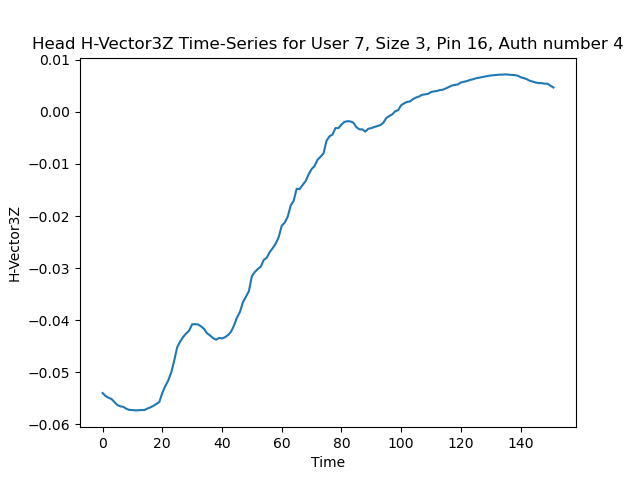 Head H-Vector3Z Time-Series for User 7, Size 3, Pin 16, Auth number 4
0.01
0.00
−0.01
−0.02
−0.03
−0.04
−0.05
−0.06
H-Vector3Z
0 20 40 60 80 100 120 140
Time